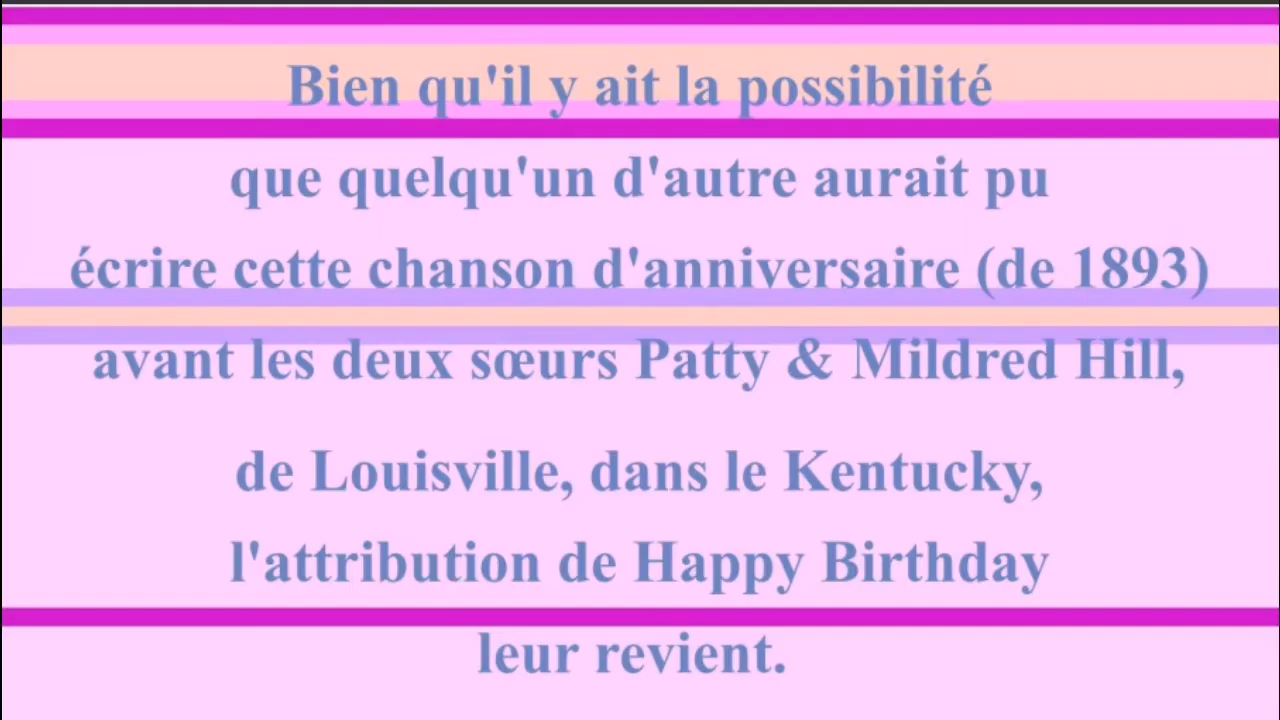 Bien qu'il y ait la possibilité
que quelqu'un d'autre aurait pu
écrire cette chanson d'anniversaire (de 1893)
avant les deux sœurs Patty & Mildred Hill,
de Louisville, dans le Kentucky,
l'attribution de Happy Birthday
leur revient.